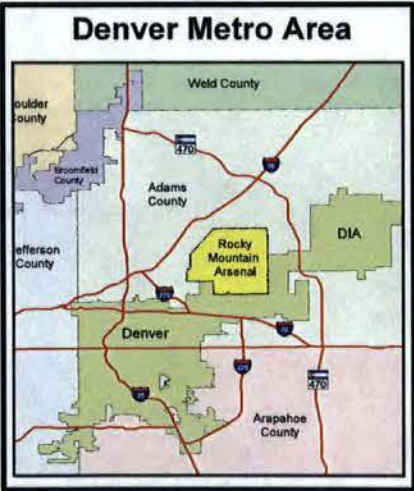 Denver Metro Area
Weld County
oulder
County
470
Broomfield
County
76
Adams
County
DIA
Rocky
Mountain
Arsenal
efferson
County
270
Denver
70
225
470
25
Arapahoe
County